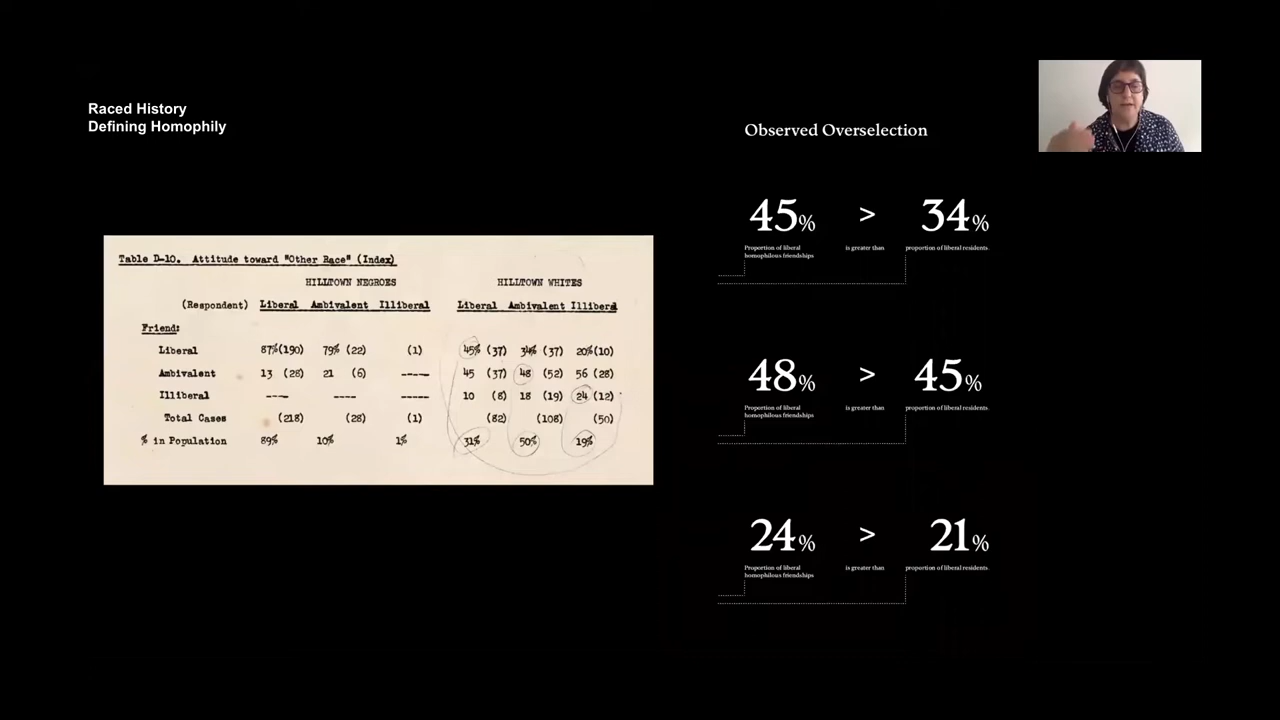 Raced History
Defining Homophily
Observed Overselection
Table D-10. Attitude toward "Other Race" (Index)
HILLTOWN NEGROES HILLTOWN WHITES
(Respondent) Liberal Ambivalent Illiberal Liberal Ambivalent Illiberal
Friend:
Liberal 87%(190) 79% (22) (1) 45% (37) 34% (37) 20%(10)
Ambivalent 13 (28) 21 (6) ---- 45 (37) 48 (52) 56 (28)
Illiberal --- ---- ----- 10 (8) 18 (19) 24 (12)
Total Cases (218) (28) (1) (82) (108) (50)
% in Population 89% 10% 1% 31% 50% 19%
45% > 34%
Proportion of liberal
homophilous friendships
is greater than
proportion of liberal residents.
48% > 45%
Proportion of liberal
homophilous friendships
is greater than
proportion of liberal residents.
24% > 21%
Proportion of liberal
homophilous friendships
is greater than
proportion of liberal residents.